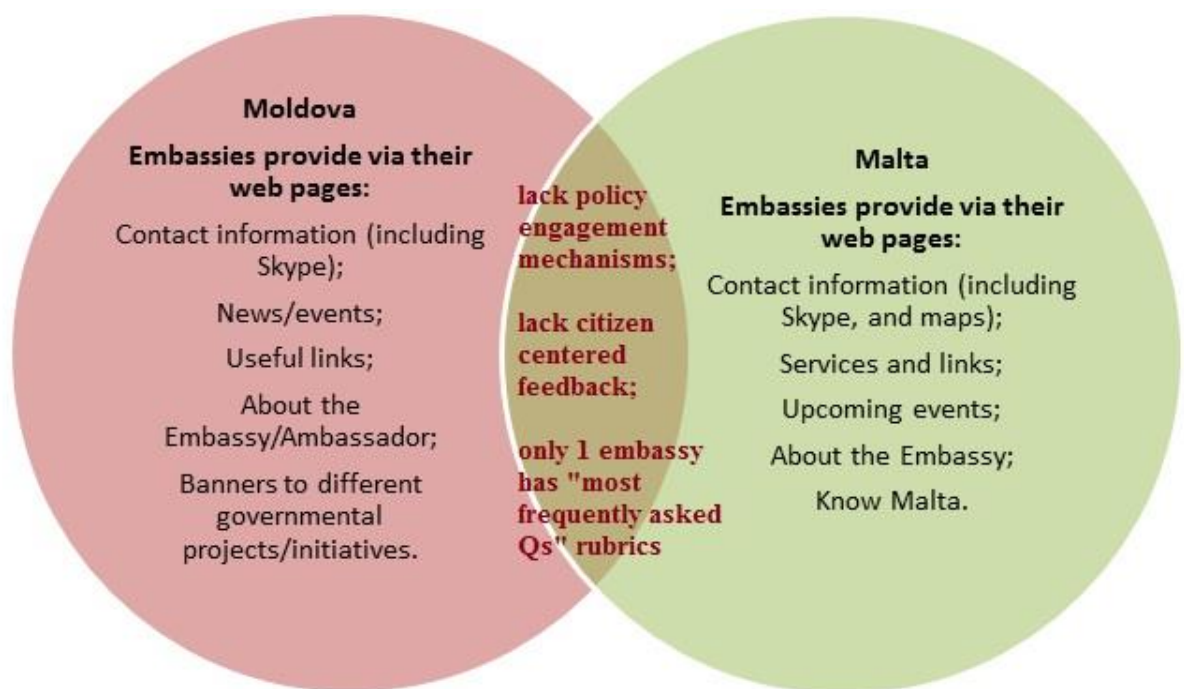 Moldova
Embassies provide via their
web pages:
Contact information (including
Skype);
News/events;
Useful links;
About the
Embassy/Ambassador;
Banners to different
governmental
projects/initiatives.
lack policy
engagement
mechanisms;
lack citizen
centered
feedback;
only 1 embassy
has "most
frequently asked
Qs" rubrics
Malta
Embassies provide via their
web pages:
Contact information (including
Skype, and maps);
Services and links;
Upcoming events;
About the Embassy;
Know Malta.